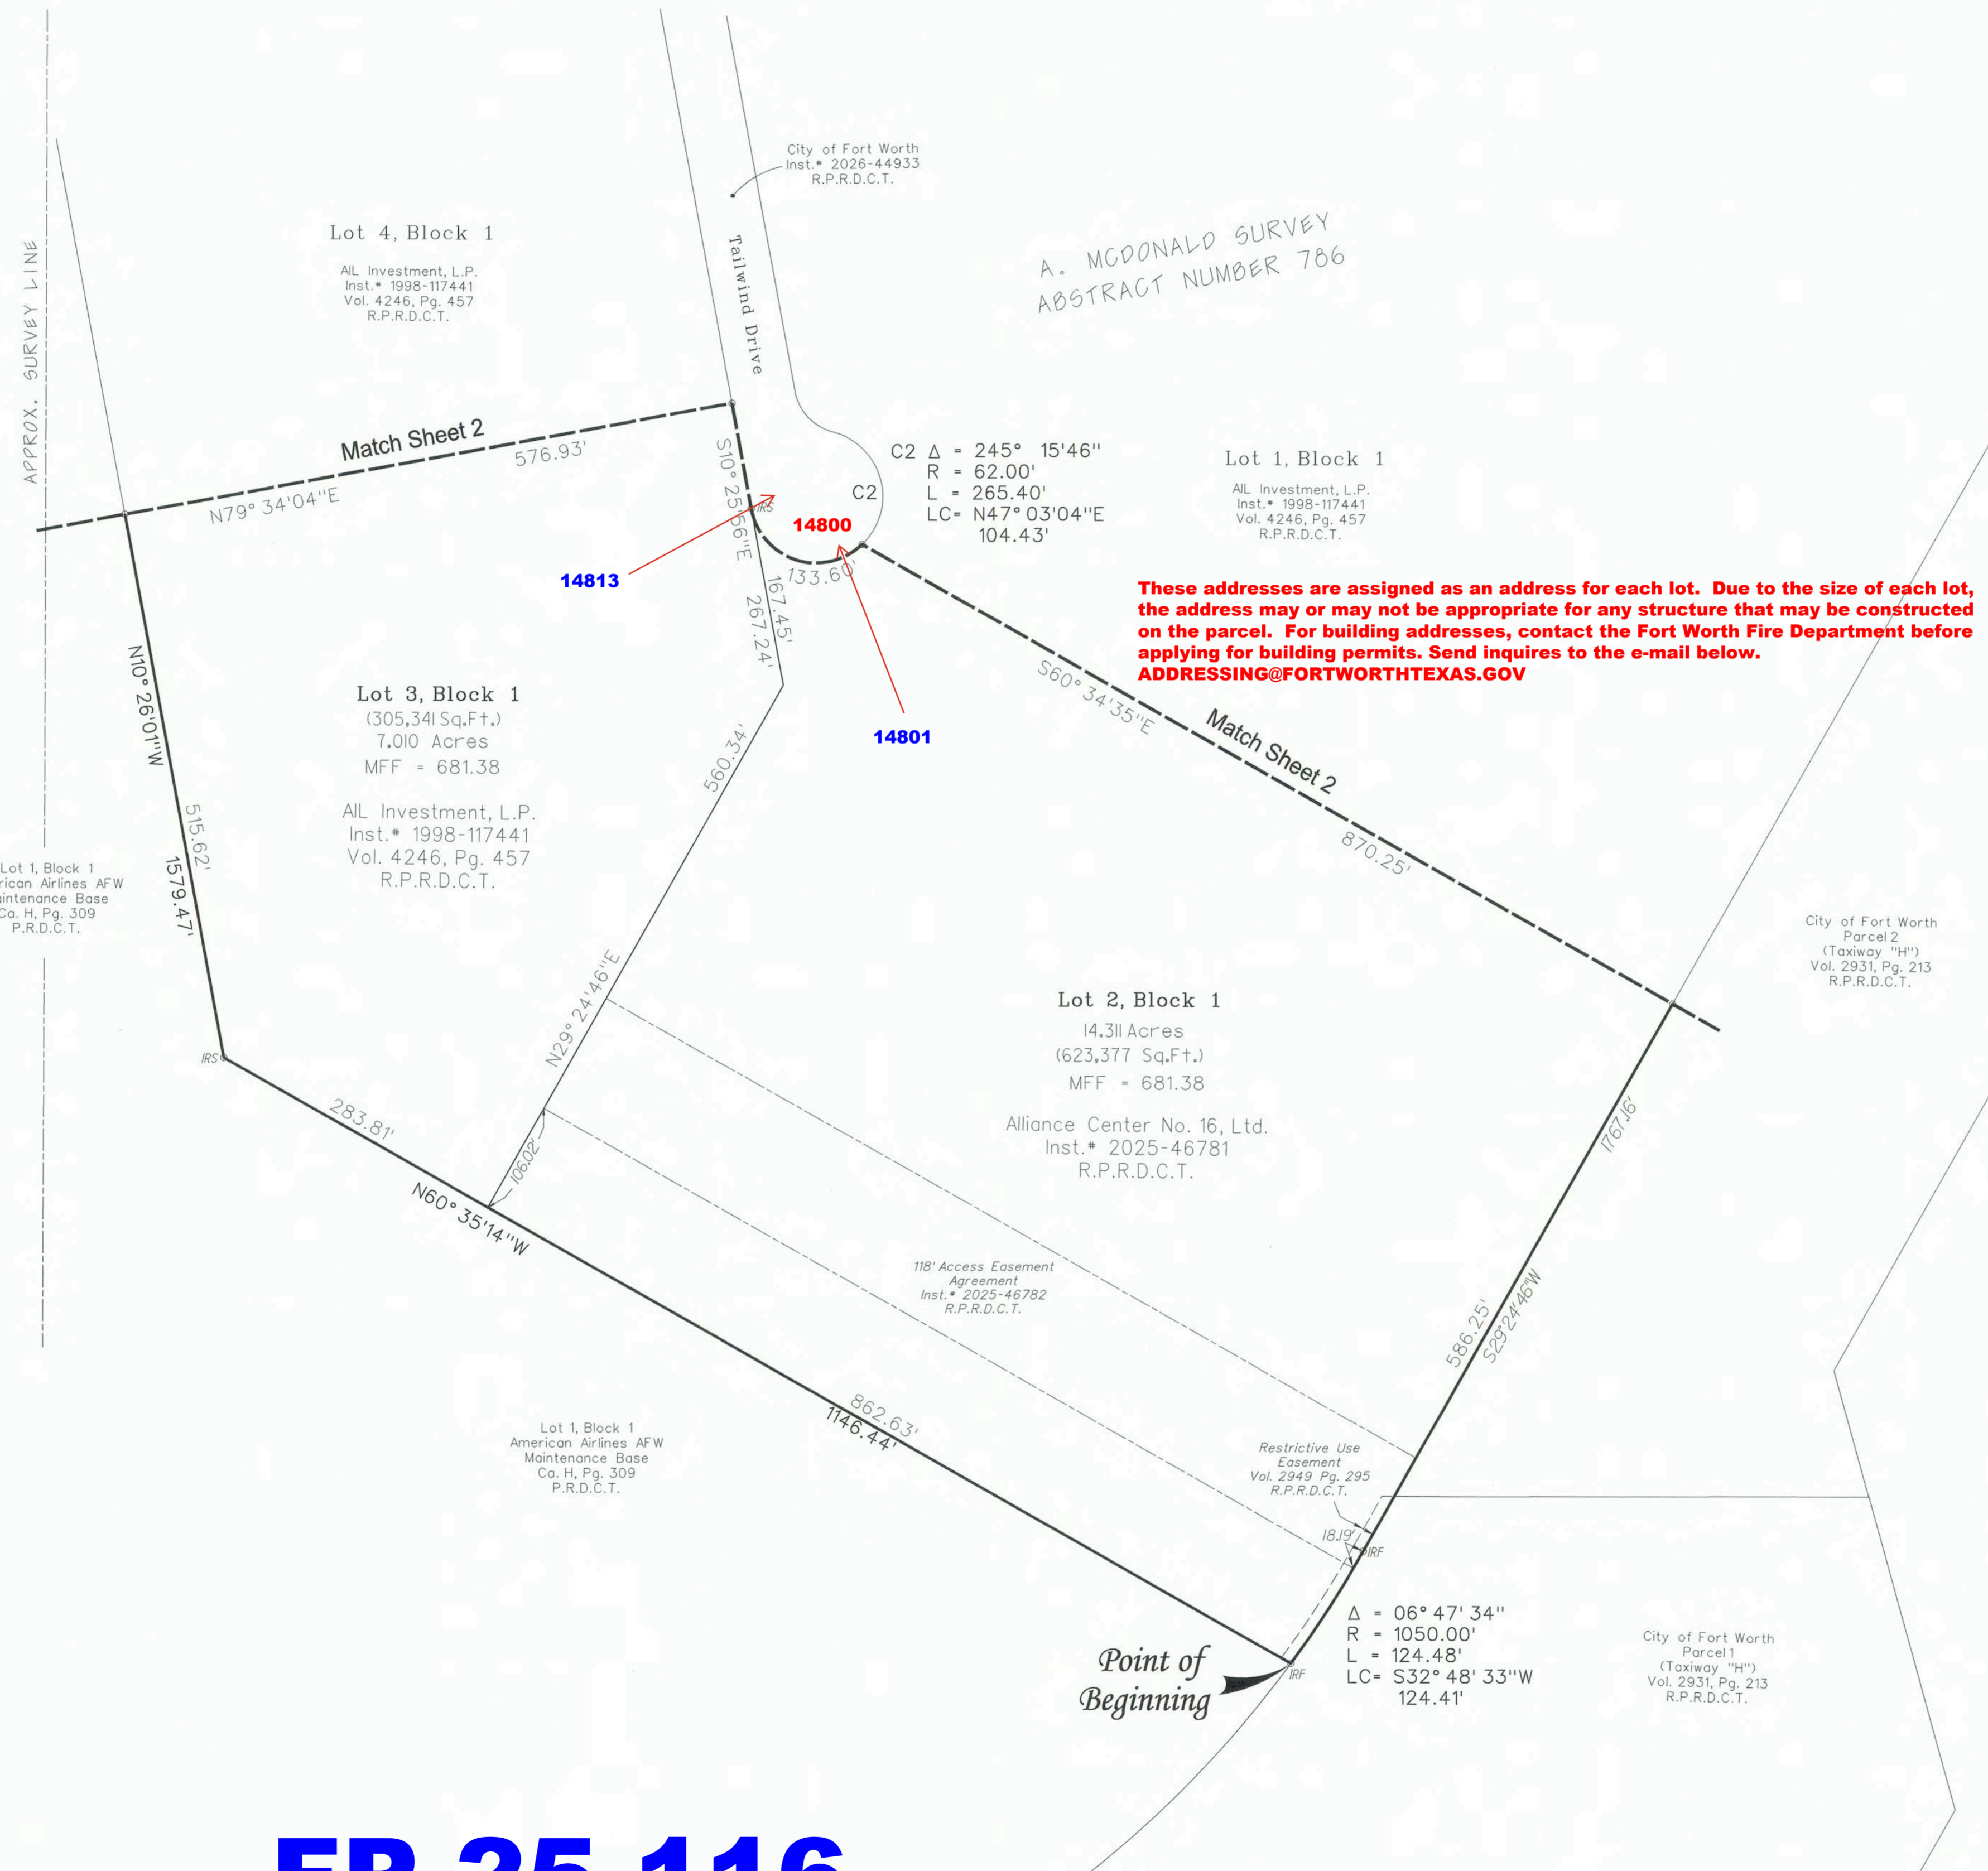 City of Fort Worth
Inst.* 2026-44933
R.P.R.D.C.T.
Lot 4, Block 1
AIL Investment, L.P.
Inst.* 1998-117441
Vol. 4246, Pg. 457
R.P.R.D.C.T.
Tailwind Drive
A. MCDONALD SURVEY
ABSTRACT NUMBER 786
APPROX. SURVEY LINE
Match Sheet 2
576.93'
N79° 34'04"E
S10° 25'56"E
IRS
C2
C2 Δ = 245° 15'46"
R = 62.00'
L = 265.40'
LC= N47° 03'04"E
104.43'
Lot 1, Block 1
AIL Investment, L.P.
Inst.* 1998-117441
Vol. 4246, Pg. 457
R.P.R.D.C.T.
14800
14813
133.60'
167.45'
267.24'
14801
These addresses are assigned as an address for each lot. Due to the size of each lot,
the address may or may not be appropriate for any structure that may be constructed
on the parcel. For building addresses, contact the Fort Worth Fire Department before
applying for building permits. Send inquires to the e-mail below.
ADDRESSING@FORTWORTHTEXAS.GOV
S60° 34'35"E
Match Sheet 2
870.25'
N10° 26'01"W
515.62'
1579.47'
Lot 3, Block 1
(305,341 Sq.Ft.)
7.010 Acres
MFF = 681.38
AIL Investment, L.P.
Inst.# 1998-117441
Vol. 4246, Pg. 457
R.P.R.D.C.T.
560.34'
N29° 24'46"E
Lot 1, Block 1
rican Airlines AFW
intenance Base
Ca. H, Pg. 309
P.R.D.C.T.
City of Fort Worth
Parcel 2
(Taxiway "H")
Vol. 2931, Pg. 213
R.P.R.D.C.T.
Lot 2, Block 1
14.311 Acres
(623,377 Sq.Ft.)
MFF = 681.38
Alliance Center No. 16, Ltd.
Inst.* 2025-46781
R.P.R.D.C.T.
IRS
283.81'
106.02'
N60° 35'14"W
1767.16'
586.25'
S29°24'46"W
118' Access Easement
Agreement
Inst.* 2025-46782
R.P.R.D.C.T.
862.63'
1146.44'
Lot 1, Block 1
American Airlines AFW
Maintenance Base
Ca. H, Pg. 309
P.R.D.C.T.
Restrictive Use
Easement
Vol. 2949 Pg. 295
R.P.R.D.C.T.
18.19'
IRF
Δ = 06° 47' 34"
R = 1050.00'
L = 124.48'
LC= S32° 48' 33"W
124.41'
Point of
Beginning
IRF
City of Fort Worth
Parcel 1
(Taxiway "H")
Vol. 2931, Pg. 213
R.P.R.D.C.T.
FP-25-116